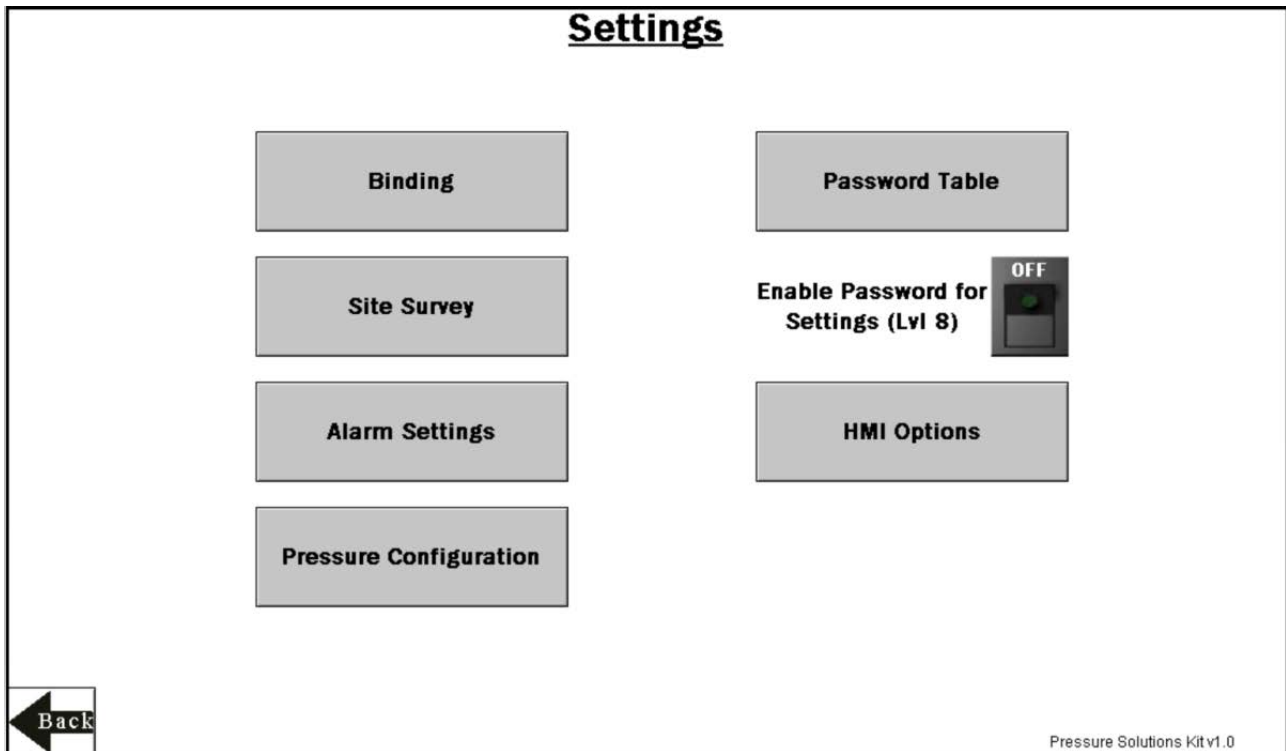 Settings
Binding
Password Table
Site Survey
OFF
Enable Password for
Settings (Lvl 8)
Alarm Settings
HMI Options
Pressure Configuration
Back
Pressure Solutions Kit v1.0